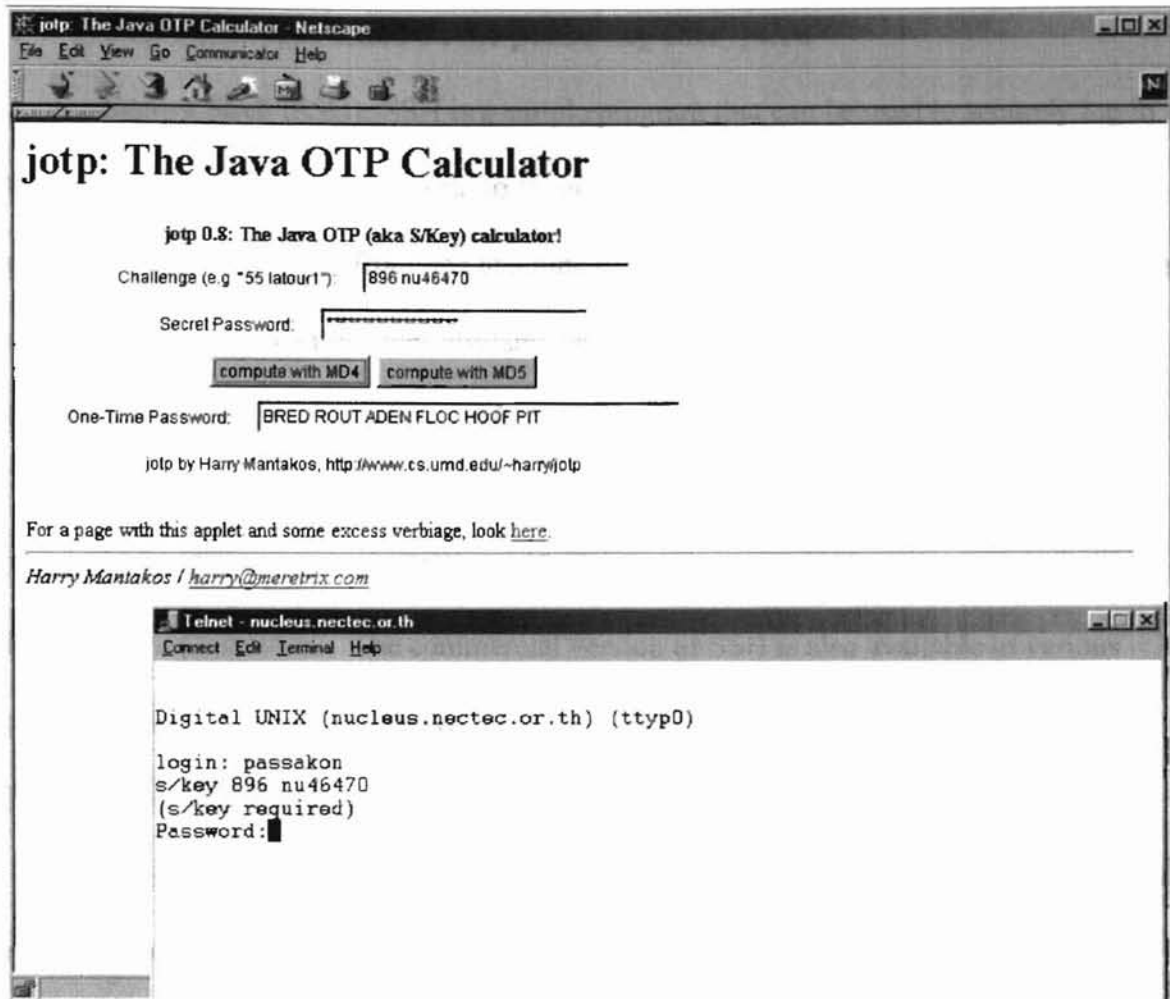 jotp: The Java OTP Calculator - Netscape
File Edit View Go Communicator Help
jotp: The Java OTP Calculator
jotp 0.8: The Java OTP (aka S/Key) calculator!
Challenge (e.g "55 latour1"): 896 nu46470
Secret Password: ********************
compute with MD4 compute with MD5
One-Time Password: BRED ROUT ADEN FLOC HOOF PIT
jotp by Harry Mantakos, http://www.cs.umd.edu/~harry/jotp
For a page with this applet and some excess verbiage, look here.
Harry Mantakos / harry@meretrix.com
Telnet - nucleus.nectec.or.th
Connect Edit Terminal Help
Digital UNIX (nucleus.nectec.or.th) (ttyp0)
login: passakon
s/key 896 nu46470
(s/key required)
Password: